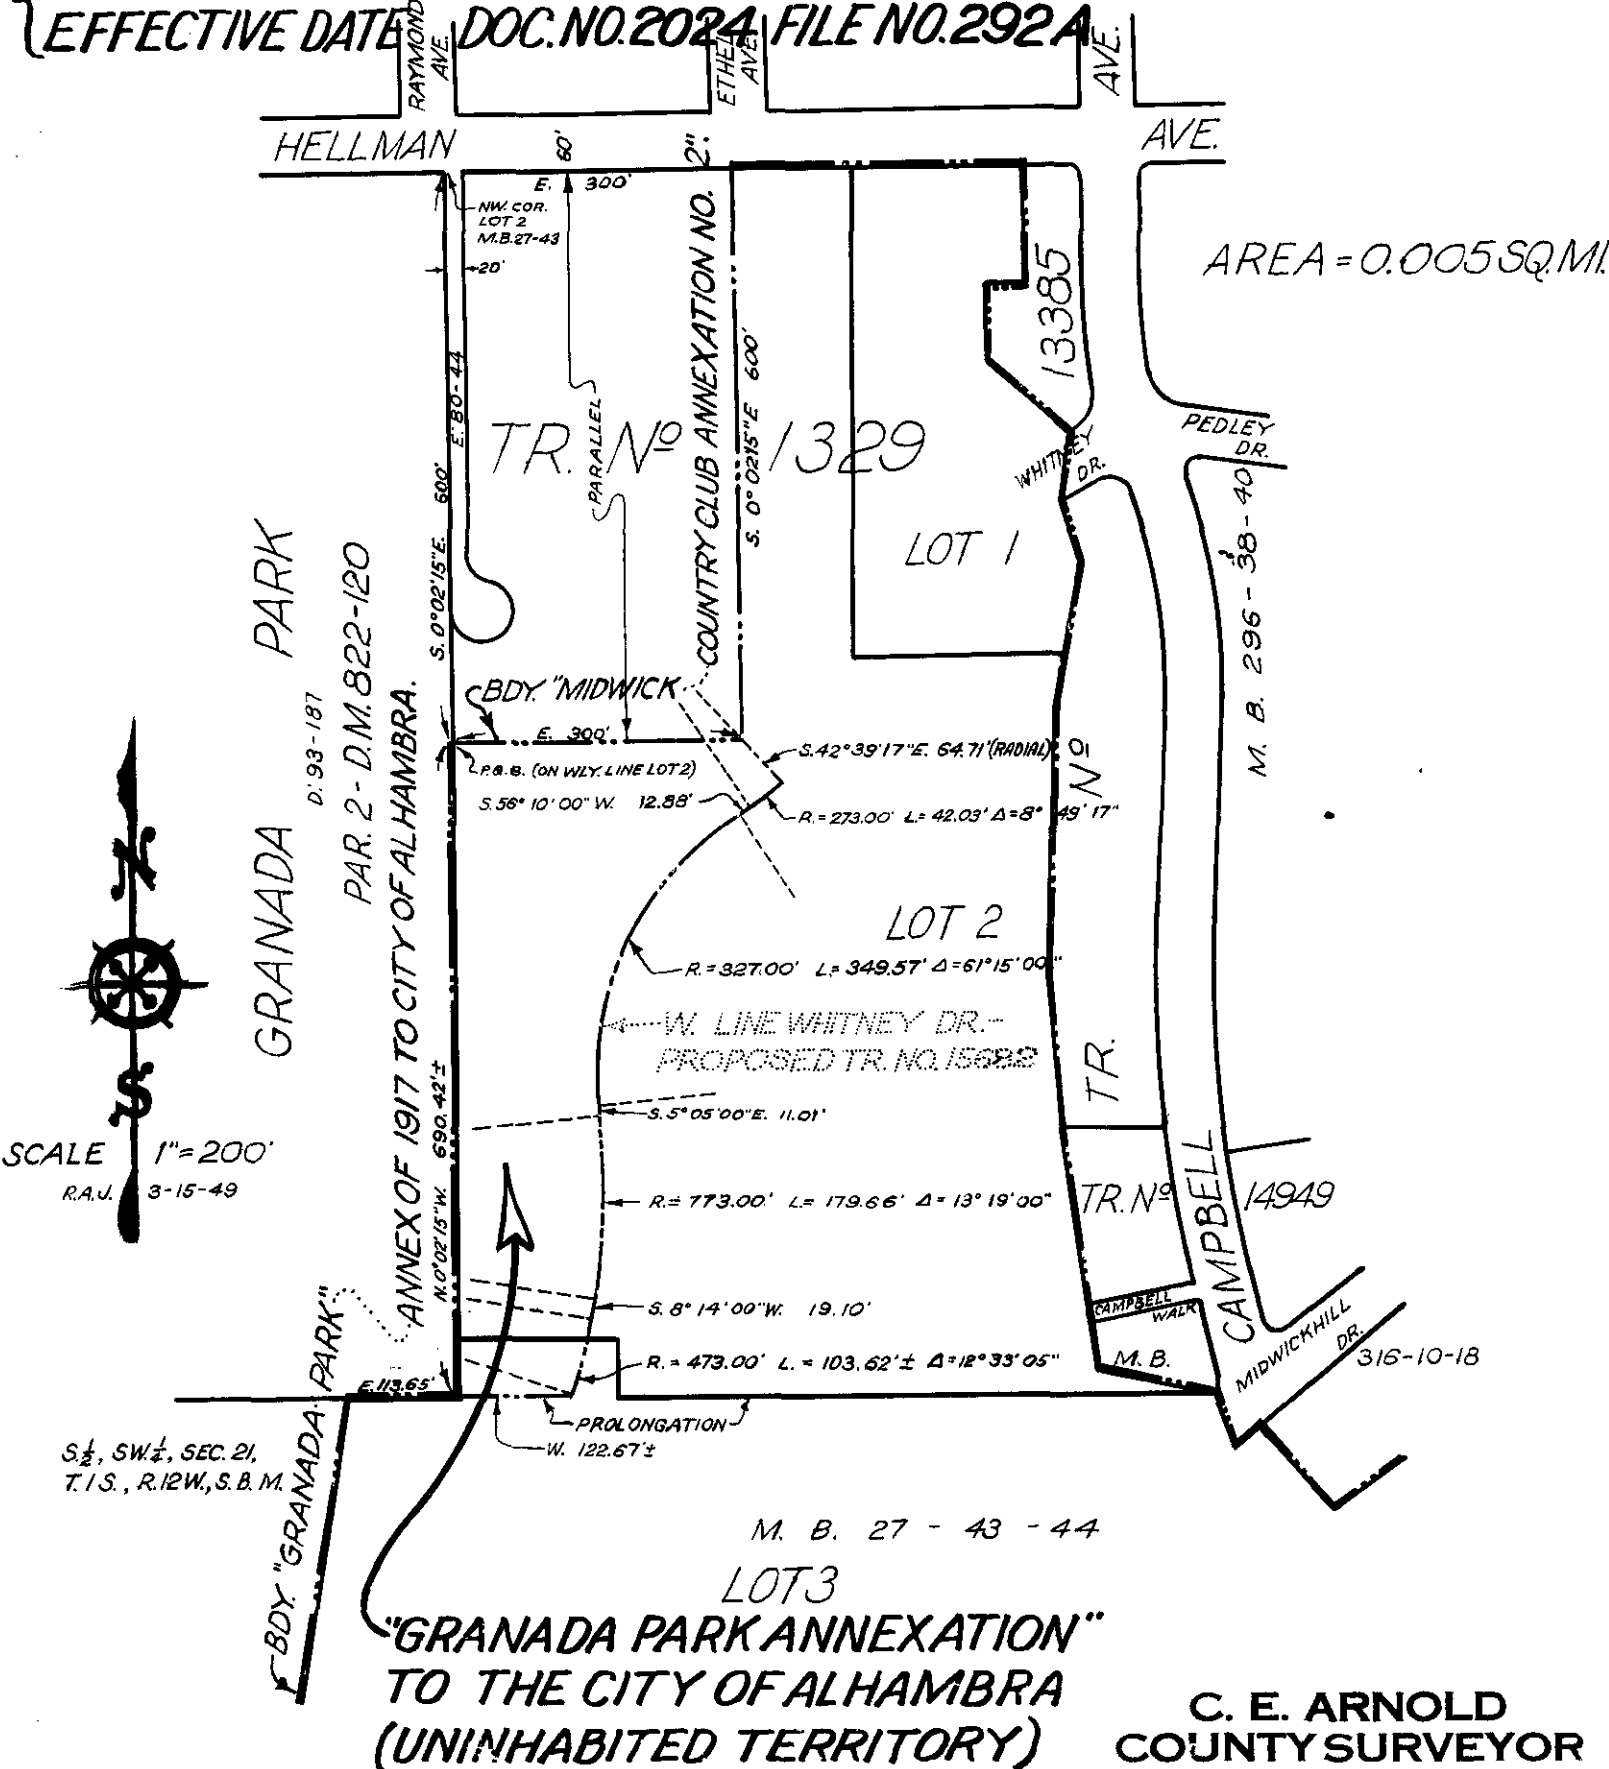 EFFECTIVE DATE DOC. NO. 2024 FILE NO. 292A
RAYMOND
AVE.
ETHEL
AVE.
AVE.
HELLMAN
AVE.
60'
E. 300'
NW. COR.
LOT 2
M.B. 27-43
20'
E. 80-44
S. 0°02'15"E. 600'
PARALLEL
COUNTRY CLUB ANNEXATION NO. 2".
S. 0°02'15"E 600'
13385
AREA = 0.005 SQ. MI.
TR. Nº 1329
WHITNEY
DR.
PEDLEY
DR.
LOT 1
M. B. 296-38-40
PARK
GRANADA
D: 93-187
PAR. 2 - D.M. 822-120
ANNEX OF 1917 TO CITY OF ALHAMBRA.
BDY. "MIDWICK
E. 300'
P.O.B. (ON WLY. LINE LOT 2)
S. 42°39'17"E. 64.71' (RADIAL)
S. 56°10'00"W. 12.88'
R. = 273.00' L = 42.03' Δ = 8°49'17"
Nº
LOT 2
R. = 327.00' L = 349.57' Δ = 61°15'00"
W. LINE WHITNEY DR.-
PROPOSED TR. NO. 15682
TR.
S. 5°05'00"E. 11.01'
N. 0°02'15"W. 690.42'±
N
S
SCALE 1" = 200'
R.A.J. 3-15-49
R. = 773.00' L = 179.66' Δ = 13°19'00"
TR. Nº 14949
CAMPBELL
S. 8°14'00"W. 19.10'
CAMPBELL
WALK
MIDWICKHILL
DR.
R. = 473.00' L. = 103.62'± Δ = 12°33'05"
M. B.
316-10-18
E. 113.65'
PROLONGATION
W. 122.67'±
S.½, SW.¼, SEC. 21,
T. 1 S., R. 12 W., S. B. M.
BDY. "GRANADA PARK"
M. B. 27 - 43 - 44
LOT 3
"GRANADA PARK ANNEXATION"
TO THE CITY OF ALHAMBRA
(UNINHABITED TERRITORY)
C. E. ARNOLD
COUNTY SURVEYOR